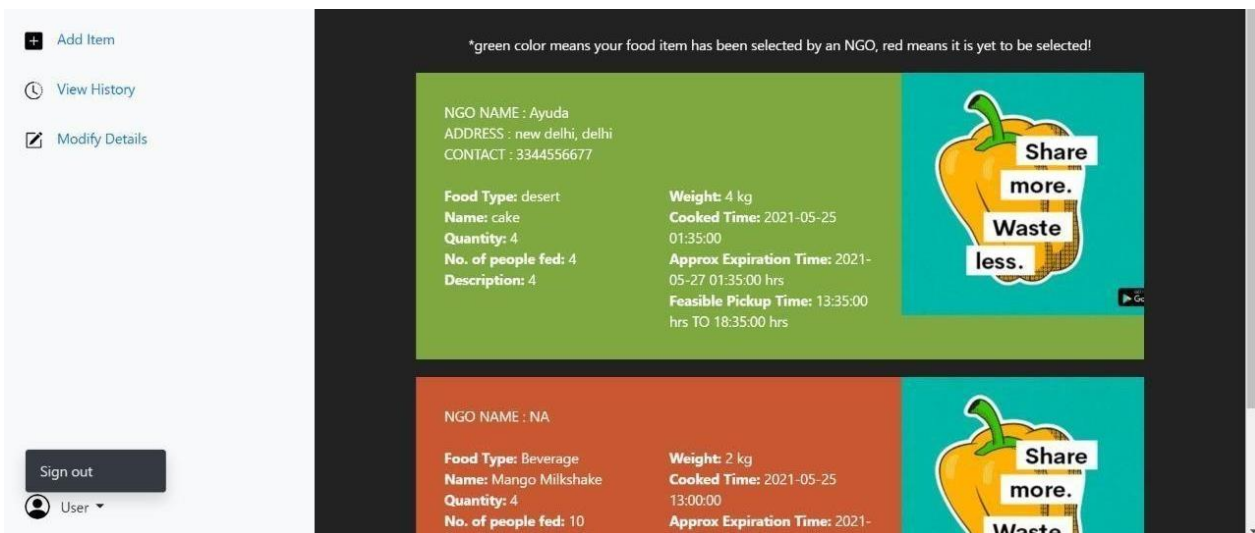 Add Item
View History
Modify Details
Sign out
User
*green color means your food item has been selected by an NGO, red means it is yet to be selected!
NGO NAME : Ayuda
ADDRESS : new delhi, delhi
CONTACT : 3344556677
Food Type: desert
Name: cake
Quantity: 4
No. of people fed: 4
Description: 4
Weight: 4 kg
Cooked Time: 2021-05-25
01:35:00
Approx Expiration Time: 2021-
05-27 01:35:00 hrs
Feasible Pickup Time: 13:35:00
hrs TO 18:35:00 hrs
Share
more.
Waste
less.
NGO NAME : NA
Food Type: Beverage
Name: Mango Milkshake
Quantity: 4
No. of people fed: 10
Weight: 2 kg
Cooked Time: 2021-05-25
13:00:00
Approx Expiration Time: 2021-
Share
more.
Waste